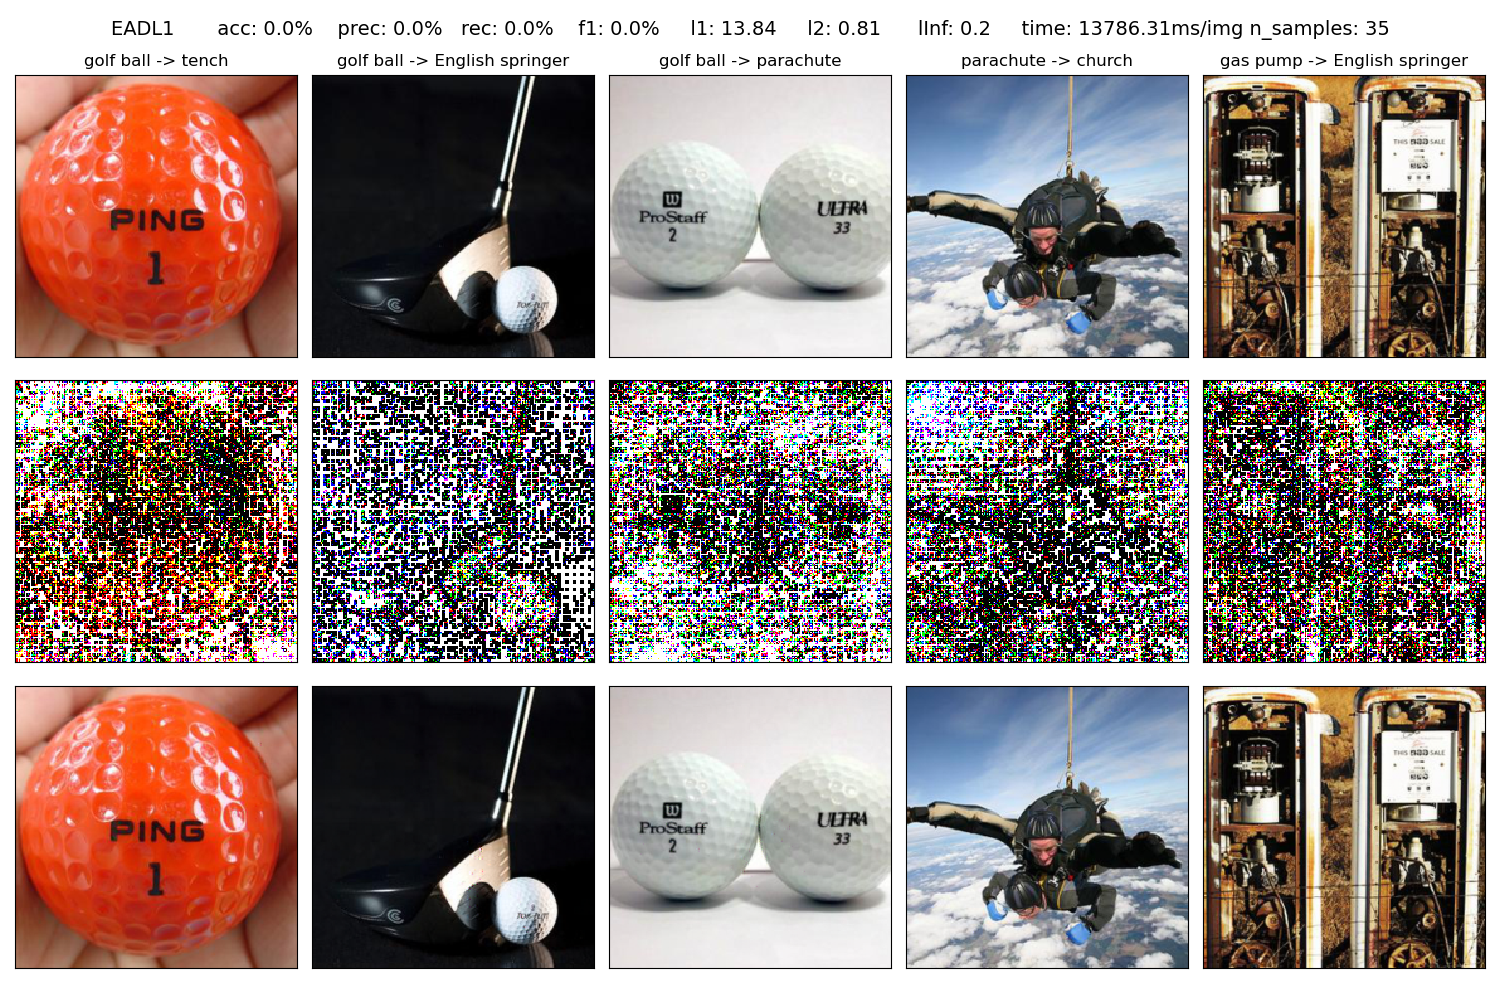 EADL1 acc: 0.0% prec: 0.0% rec: 0.0% f1: 0.0% l1: 13.84 l2: 0.81 lInf: 0.2 time: 13786.31ms/img n_samples: 35
golf ball -> tench
golf ball -> English springer
golf ball -> parachute
parachute -> church
gas pump -> English springer
PING
1
W
ProStaff
2
ULTRA
33
THIS SALE
PING
1
W
ProStaff
2
ULTRA
33
THIS SALE